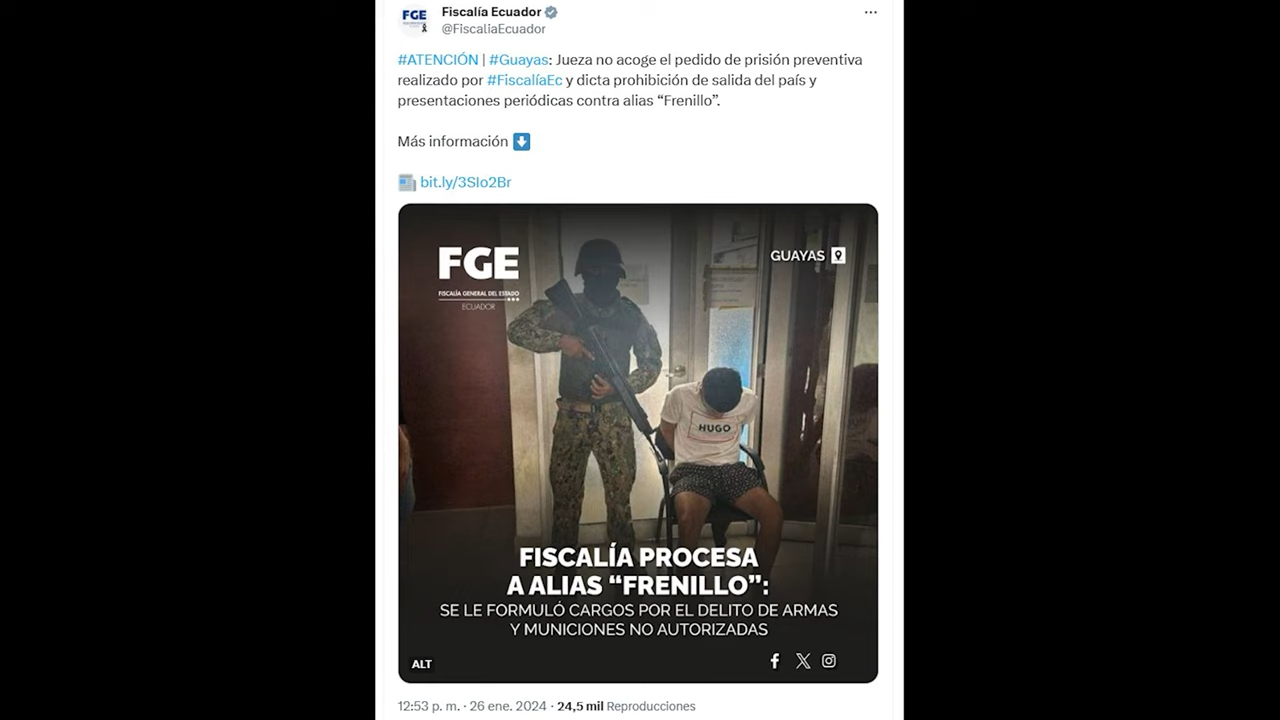 FGE
Fiscalía Ecuador
@FiscaliaEcuador
#ATENCIÓN | #Guayas: Jueza no acoge el pedido de prisión preventiva
realizado por #FiscalíaEc y dicta prohibición de salida del país y
presentaciones periódicas contra alias “Frenillo”.
Más información
bit.ly/3SIo2Br
FGE
FISCALÍA GENERAL DEL ESTADO
ECUADOR
GUAYAS
HUGO
FISCALÍA PROCESA
A ALIAS “FRENILLO”:
SE LE FORMULÓ CARGOS POR EL DELITO DE ARMAS
Y MUNICIONES NO AUTORIZADAS
ALT
12:53 p. m. · 26 ene. 2024 · 24,5 mil Reproducciones